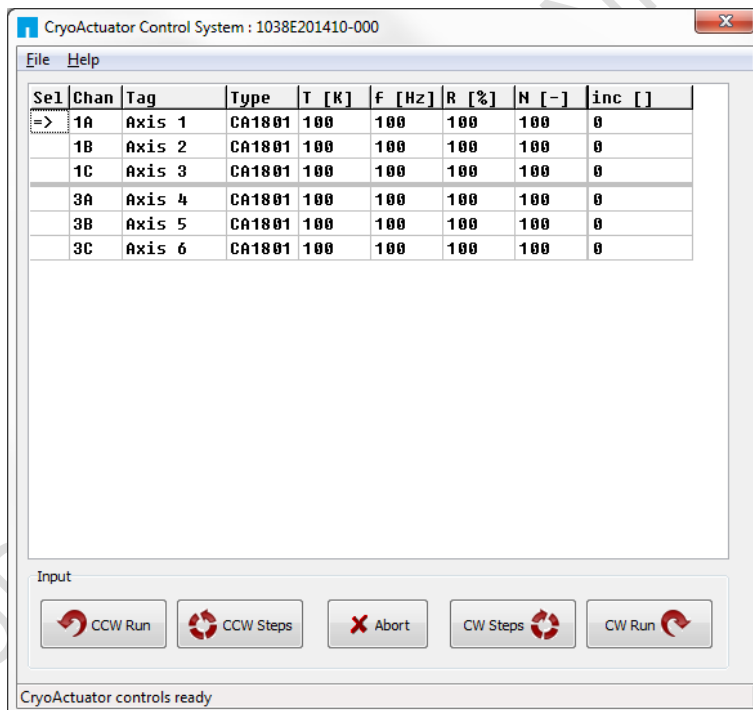 CryoActuator Control System : 1038E201410-000
File Help
Sel Chan Tag Type T [K] f [Hz] R [%] N [-] inc []
=> 1A Axis 1 CA1801 100 100 100 100 0
1B Axis 2 CA1801 100 100 100 100 0
1C Axis 3 CA1801 100 100 100 100 0
3A Axis 4 CA1801 100 100 100 100 0
3B Axis 5 CA1801 100 100 100 100 0
3C Axis 6 CA1801 100 100 100 100 0
Input
CCW Run CCW Steps Abort CW Steps CW Run
CryoActuator controls ready